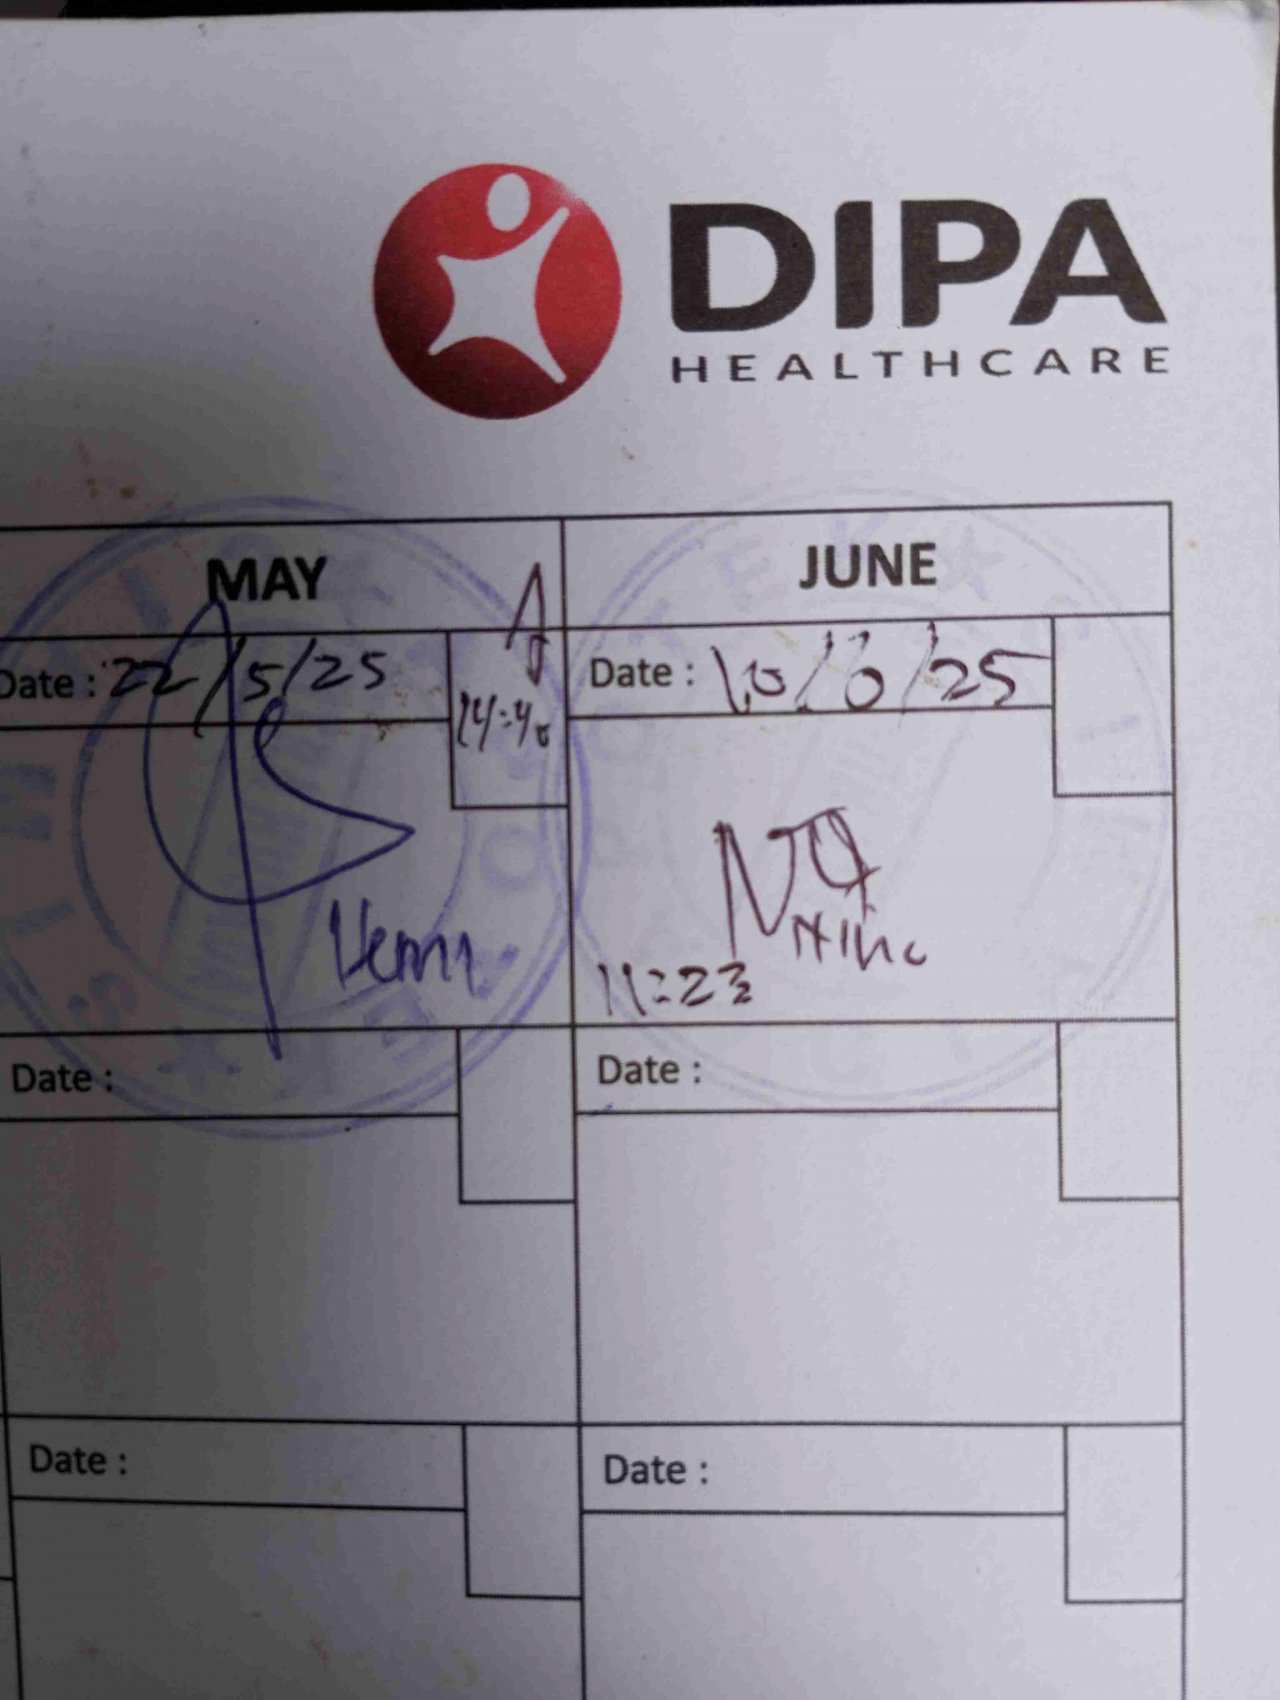 DIPA
HEALTHCARE
MAY
JUNE
Date : 22/5/25
14:40
Date : 10/6/25
11:23
Date :
Date :
Date :
Date :